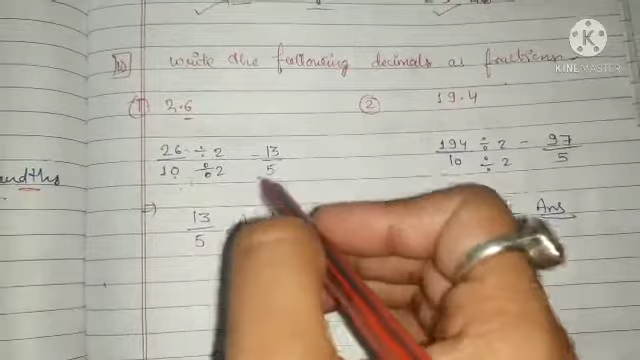 KINEMASTER
D) Write the following decimals as fractions.
(1) 2.6 (2) 19.4
26/10 ÷ 2/÷ 2 = 13/5 194/10 ÷ 2/÷ 2 = 97/5
⇒ 13/5 Ans